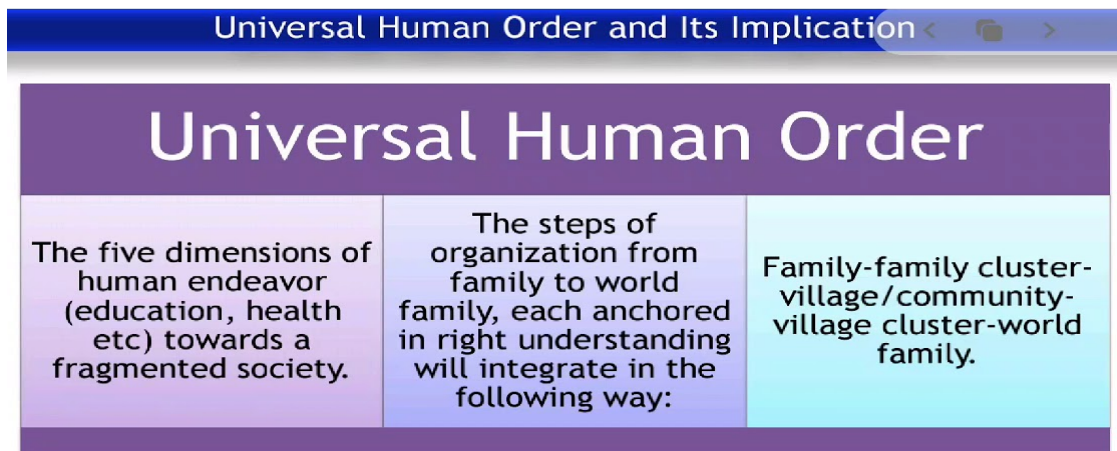 Universal Human Order and Its Implication
Universal Human Order
The five dimensions of
human endeavor
(education, health
etc) towards a
fragmented society.
The steps of
organization from
family to world
family, each anchored
in right understanding
will integrate in the
following way:
Family-family cluster-
village/community-
village cluster-world
family.